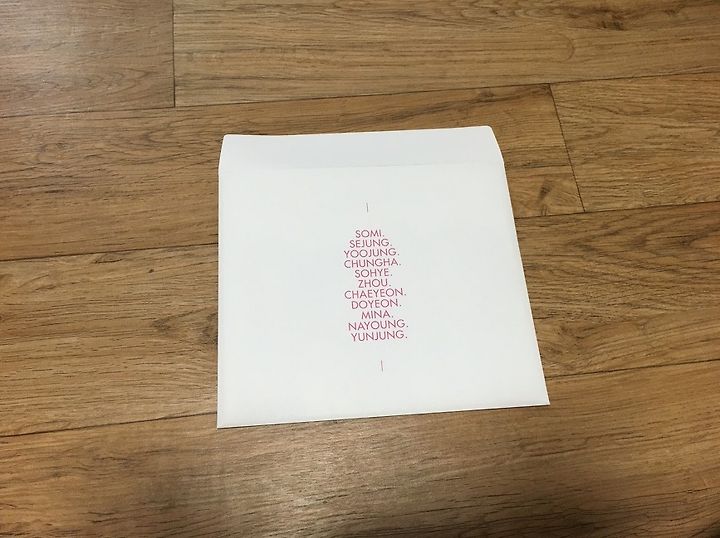 SOMI.
SEJUNG.
YOOJUNG.
CHUNGHA.
SOHYE.
ZHOU.
CHAEYEON.
DOYEON.
MINA.
NAYOUNG.
YUNJUNG.